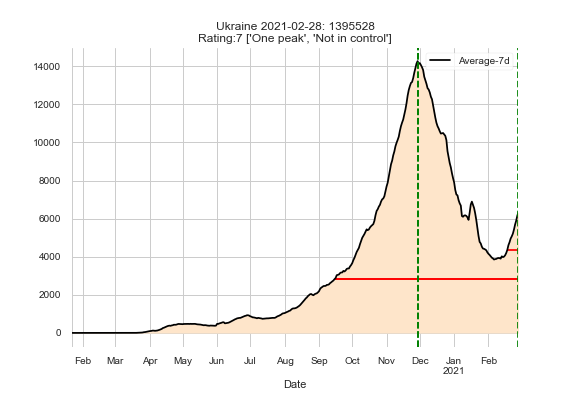 Ukraine 2021-02-28: 1395528
Rating:7 ['One peak', 'Not in control']
Average-7d
14000
12000
10000
8000
6000
4000
2000
0
Feb Mar Apr May Jun Jul Aug Sep Oct Nov Dec Jan Feb
2021
Date